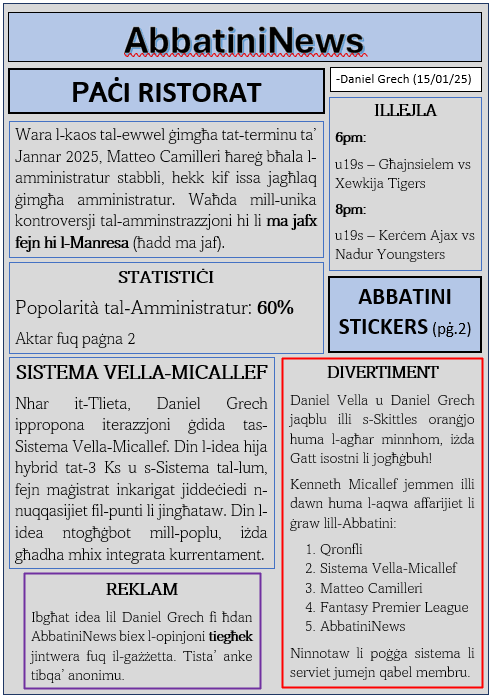 AbbatiniNews
PAĊI RISTORAT
-Daniel Grech (15/01/25)
Wara l-kaos tal-ewwel ġimgħa tat-terminu ta’
Jannar 2025, Matteo Camilleri ħareġ bħala l-
amministratur stabbli, hekk kif issa jagħlaq
ġimgħa amministratur. Waħda mill-unika
kontroversji tal-amminstrazzjoni hi li ma jafx
fejn hi l-Manresa (ħadd ma jaf).
ILLEJLA
6pm:
u19s – Għajnsielem vs
Xewkija Tigers
8pm:
u19s – Kerċem Ajax vs
Nadur Youngsters
STATISTIĊI
Popolarità tal-Amministratur: 60%
Aktar fuq paġna 2
ABBATINI
STICKERS (pġ.2)
SISTEMA VELLA-MICALLEF
Nhar it-Tlieta, Daniel Grech
ippropona iterazzjoni ġdida tas-
Sistema Vella-Micallef. Din l-idea hija
hybrid tat-3 Ks u s-Sistema tal-lum,
fejn maġistrat inkarigat jiddeċiedi n-
nuqqasijiet fil-punti li jingħataw. Din l-
idea ntogħġbot mill-poplu, iżda
għadha mhix integrata kurrentament.
DIVERTIMENT
Daniel Vella u Daniel Grech
jaqblu illi s-Skittles oranġjo
huma l-agħar minnhom, iżda
Gatt isostni li jogħġbuh!
Kenneth Micallef jemmen illi
dawn huma l-aqwa affarijiet li
ġraw lill-Abbatini:
1. Qronfli
2. Sistema Vella-Micallef
3. Matteo Camilleri
4. Fantasy Premier League
5. AbbatiniNews
Ninnotaw li poġġa sistema li
serviet jumejn qabel membru.
REKLAM
Ibgħat idea lil Daniel Grech fi ħdan
AbbatiniNews biex l-opinjoni tiegħek
jintwera fuq il-gażżetta. Tista’ anke
tibqa’ anonimu.